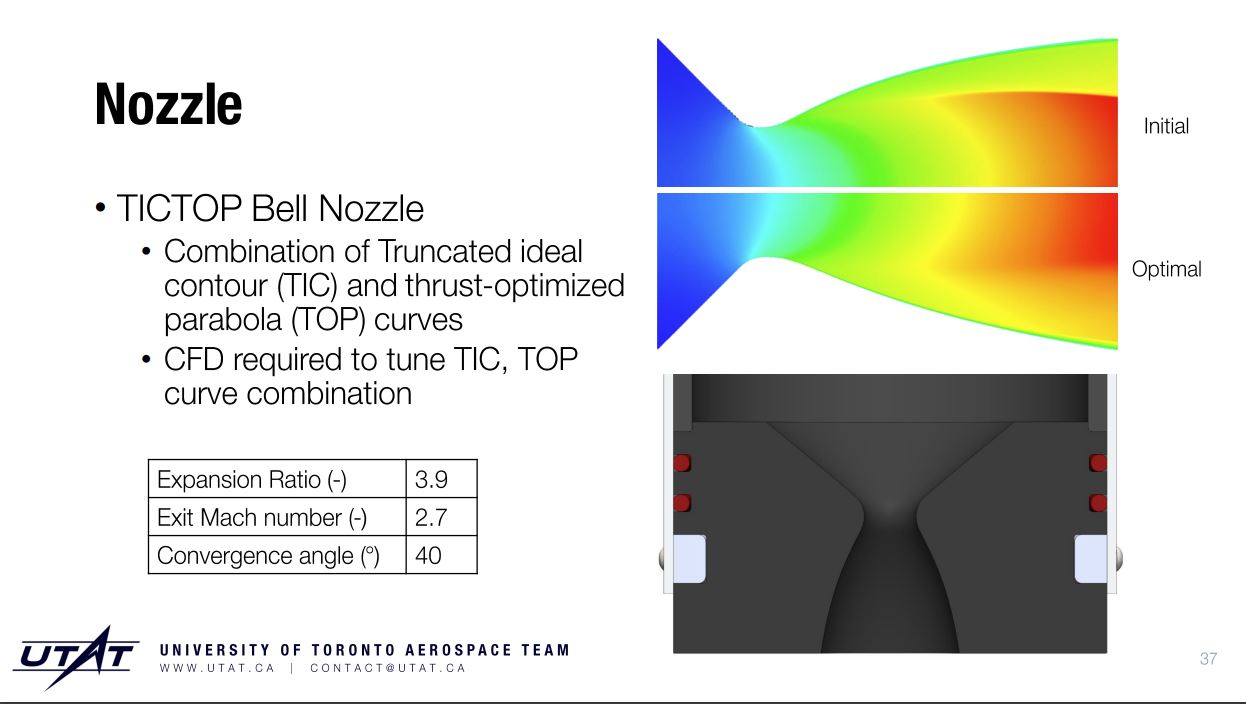 Nozzle
• TICTOP Bell Nozzle
• Combination of Truncated ideal
contour (TIC) and thrust-optimized
parabola (TOP) curves
• CFD required to tune TIC, TOP
curve combination
Expansion Ratio (-) 3.9
Exit Mach number (-) 2.7
Convergence angle (°) 40
Initial
Optimal
UTAT
UNIVERSITY OF TORONTO AEROSPACE TEAM
WWW.UTAT.CA | CONTACT@UTAT.CA
37